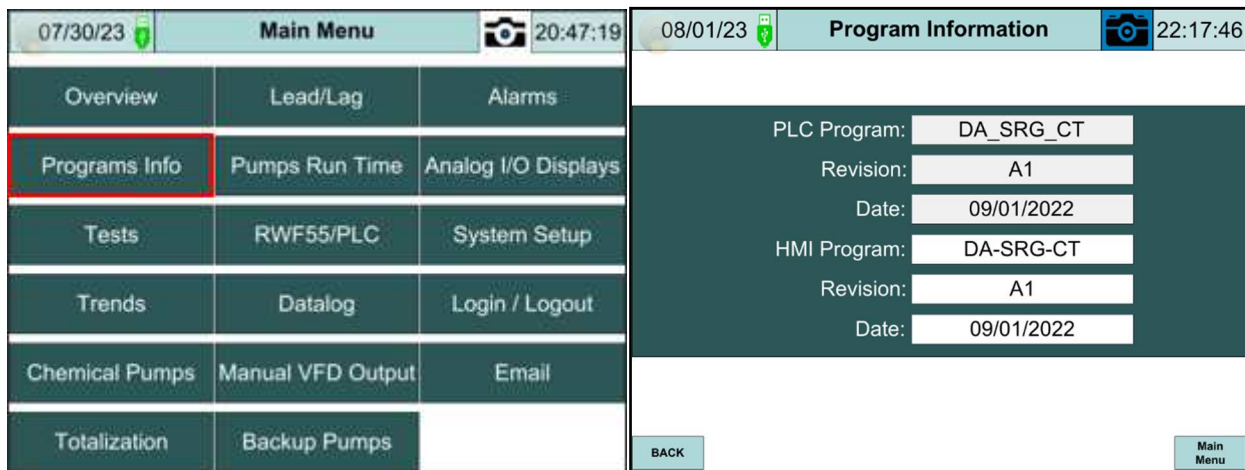 07/30/23 Main Menu 20:47:19
Overview Lead/Lag Alarms
Programs Info Pumps Run Time Analog I/O Displays
Tests RWF55/PLC System Setup
Trends Datalog Login / Logout
Chemical Pumps Manual VFD Output Email
Totalization Backup Pumps
08/01/23 Program Information 22:17:46
PLC Program: DA_SRG_CT
Revision: A1
Date: 09/01/2022
HMI Program: DA-SRG-CT
Revision: A1
Date: 09/01/2022
BACK
Main
Menu